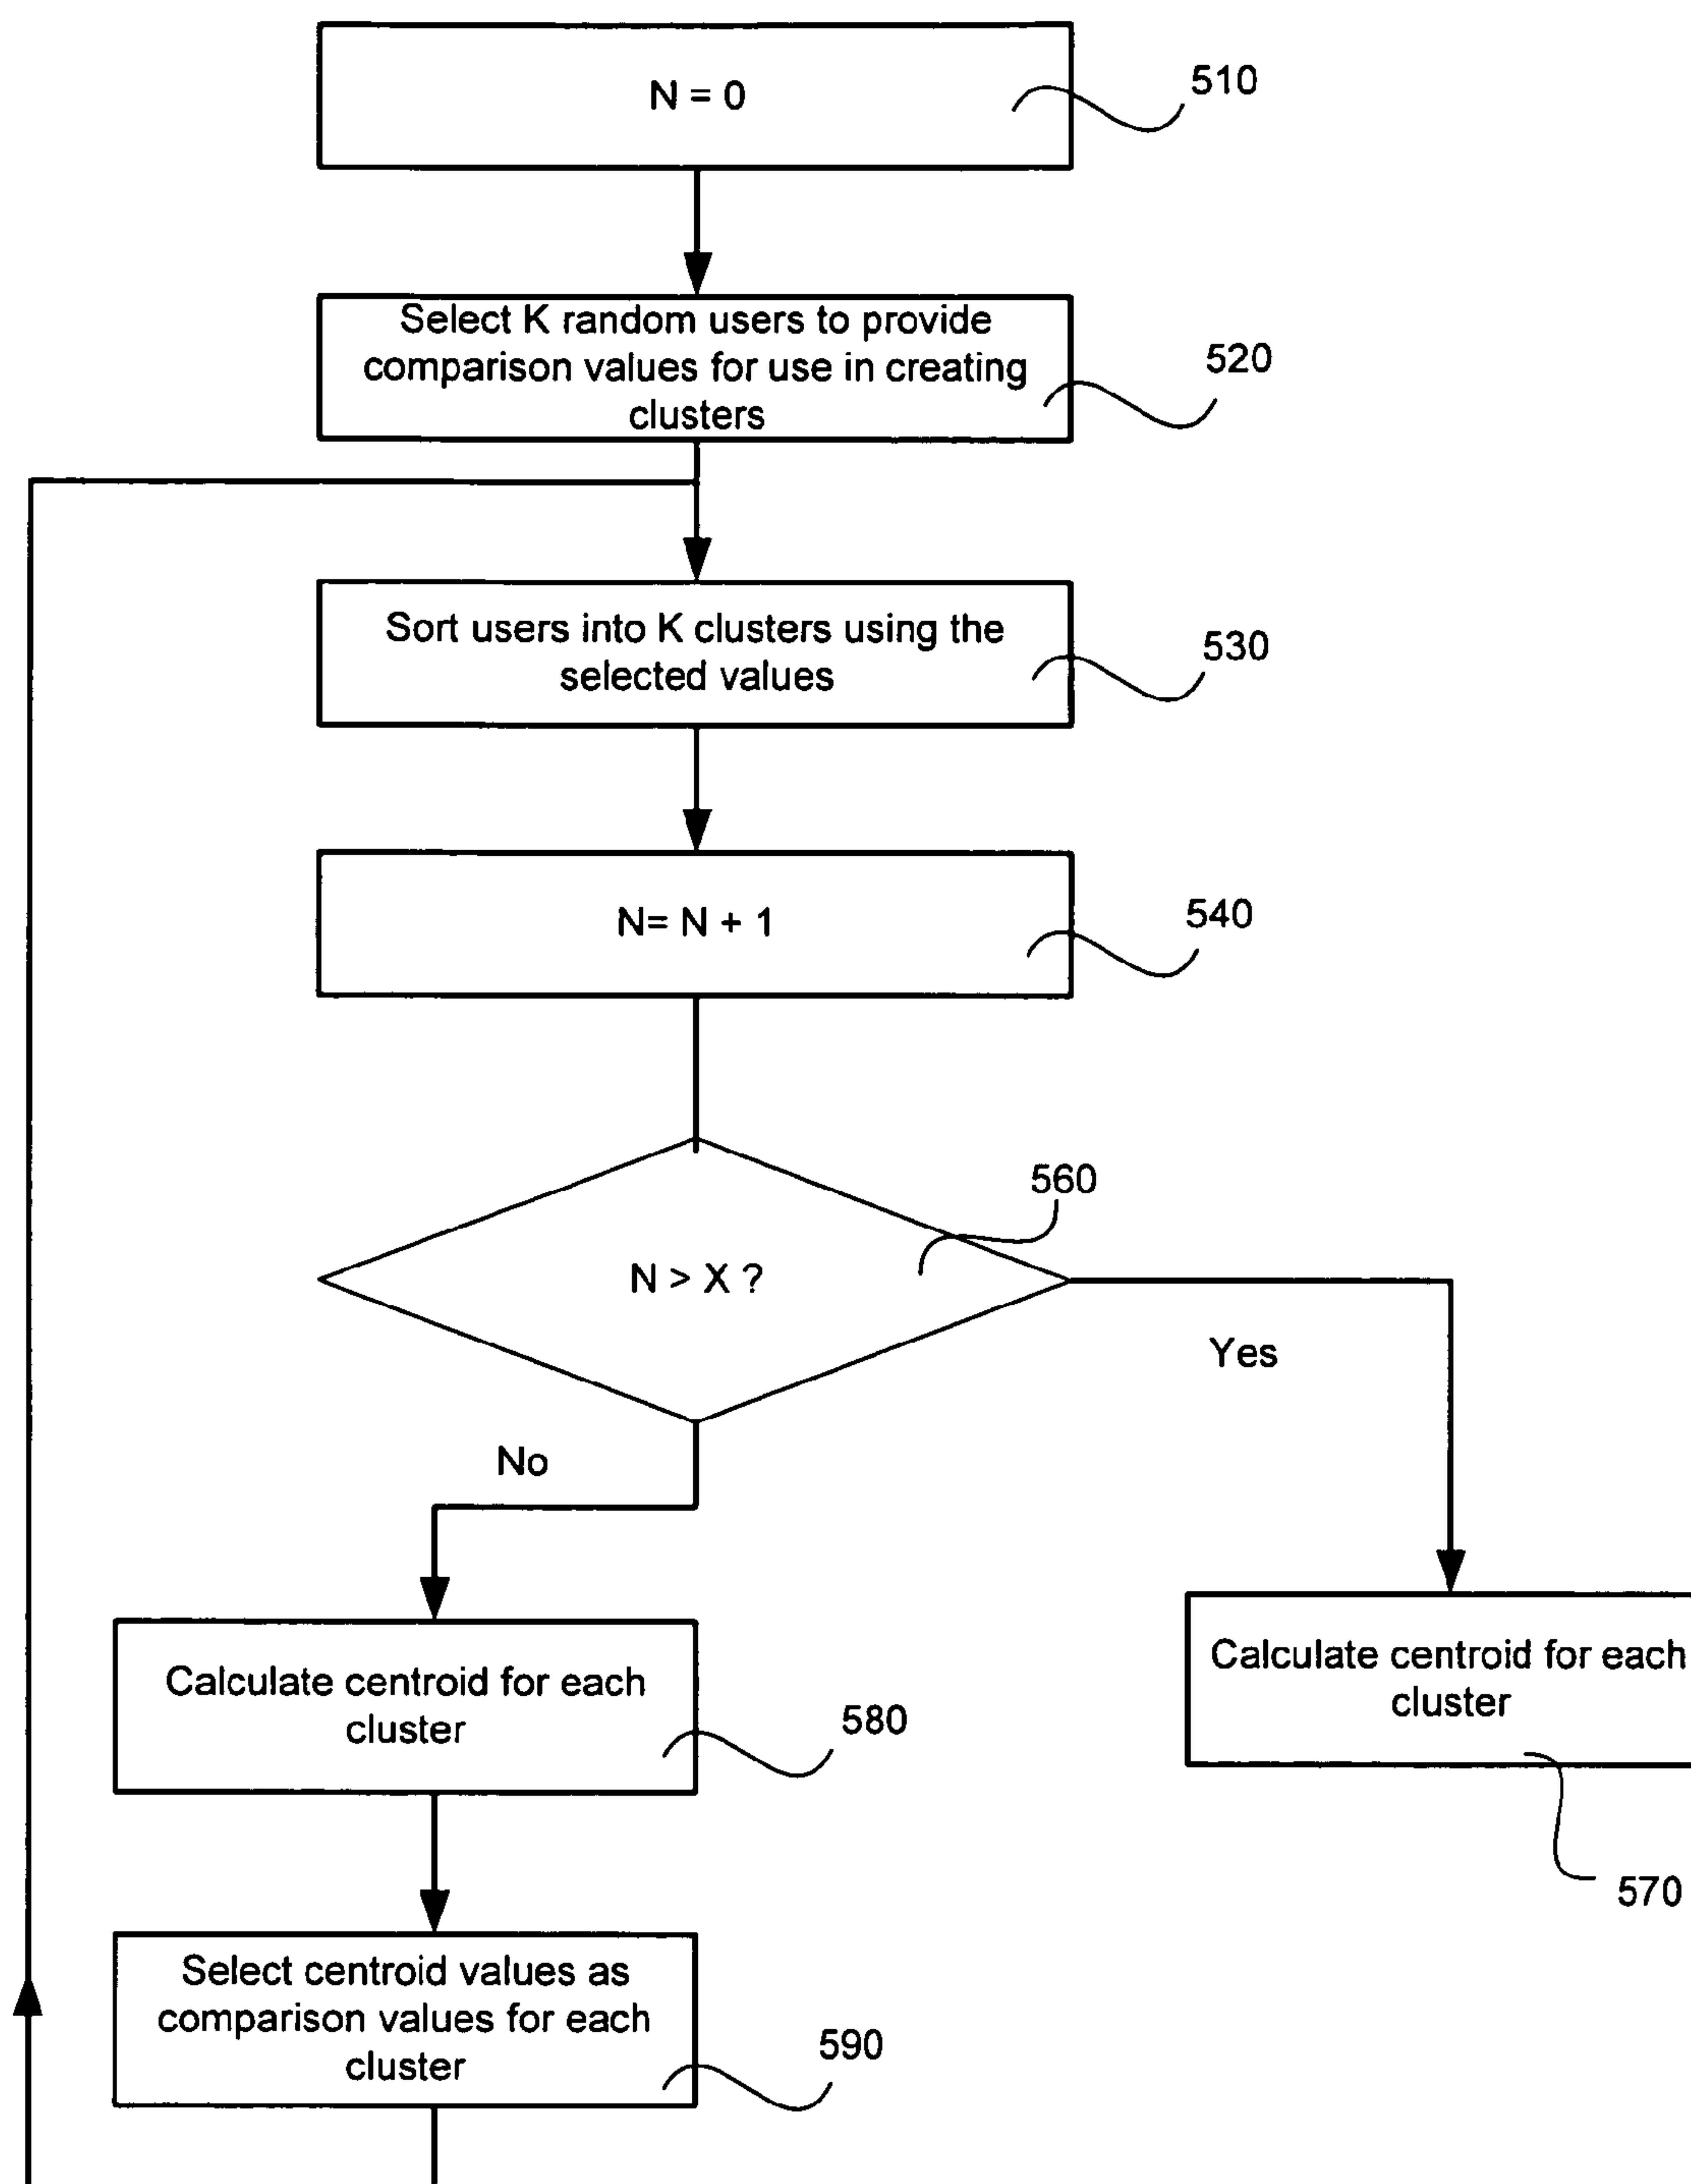 N = 0
510
Select K random users to provide
comparison values for use in creating
clusters
520
Sort users into K clusters using the
selected values
530
N= N + 1
540
560
N > X ?
Yes
No
Calculate centroid for each
cluster
580
Calculate centroid for each
cluster
570
Select centroid values as
comparison values for each
cluster
590